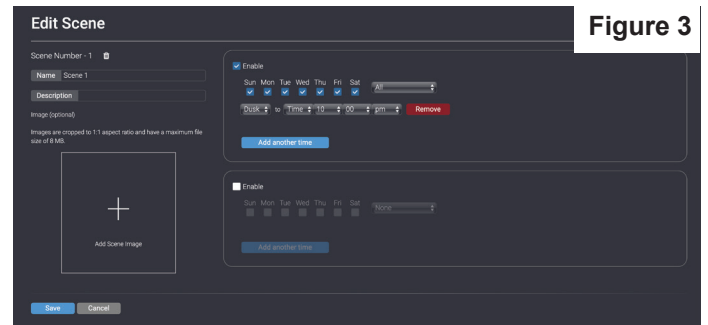 Edit Scene
Figure 3
Scene Number - 1
Name Scene 1
Description
Image (optional)
Images are cropped to 1:1 aspect ratio and have a maximum file
size of 8 MB.
Add Scene Image
Enable
Sun Mon Tue Wed Thu Fri Sat All
Dusk to Time 10 00 pm Remove
Add another time
Enable
Sun Mon Tue Wed Thu Fri Sat None
Add another time
Save Cancel